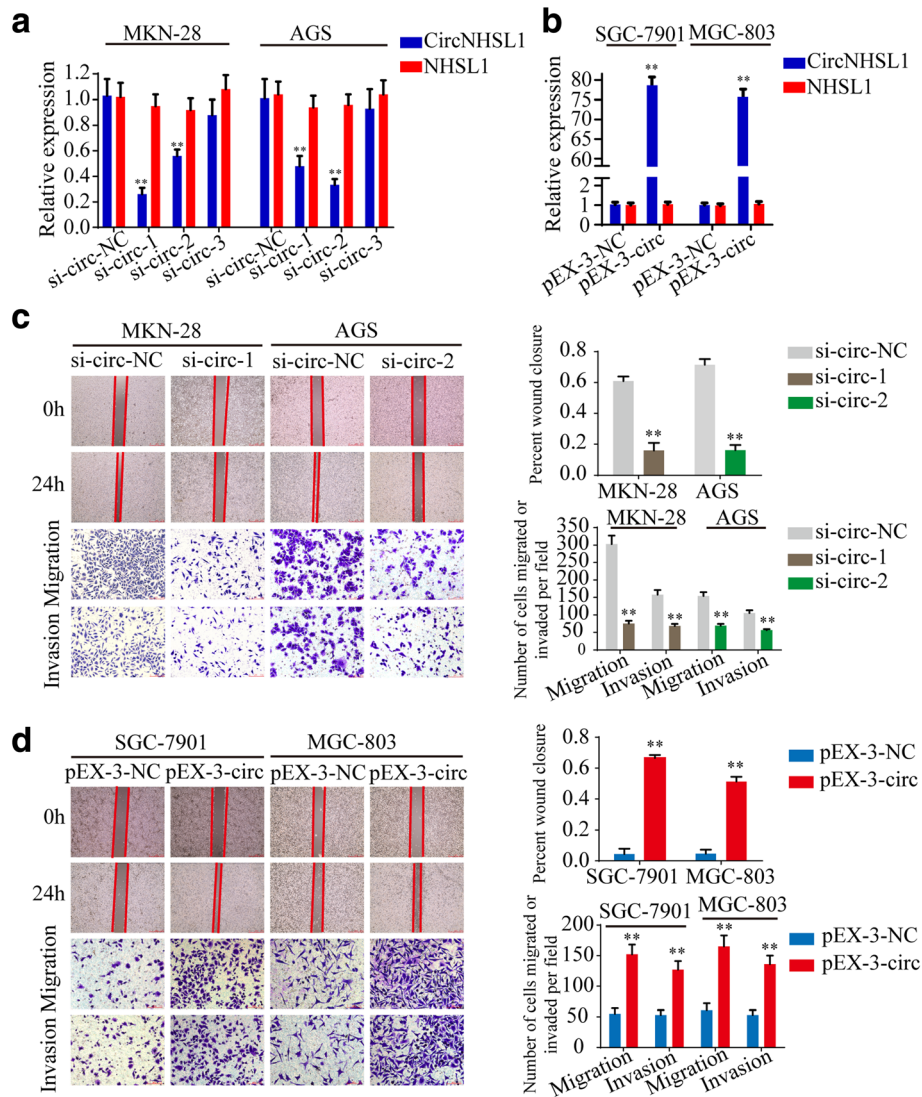 a
MKN-28
AGS
CircNHSL1
NHSL1
Relative expression
1.2
1.0
0.8
0.6
0.4
0.2
0.0
**
**
**
**
si-circ-NC
si-circ-1
si-circ-2
si-circ-3
si-circ-NC
si-circ-1
si-circ-2
si-circ-3
b
SGC-7901
MGC-803
CircNHSL1
NHSL1
Relative expression
80
75
70
65
60
2
1
0
**
**
pEX-3-NC
pEX-3-circ
pEX-3-NC
pEX-3-circ
c
MKN-28
AGS
si-circ-NC
si-circ-1
si-circ-NC
si-circ-2
0h
24h
Migration
Invasion
Percent wound closure
0.8
0.6
0.4
0.2
0.0
**
**
MKN-28
AGS
si-circ-NC
si-circ-1
si-circ-2
Number of cells migrated or
invaded per field
350
300
250
200
150
100
50
0
MKN-28
AGS
**
**
**
**
Migration
Invasion
Migration
Invasion
si-circ-NC
si-circ-1
si-circ-2
d
SGC-7901
MGC-803
pEX-3-NC
pEX-3-circ
pEX-3-NC
pEX-3-circ
0h
24h
Migration
Invasion
Percent wound closure
0.8
0.6
0.4
0.2
0.0
**
**
SGC-7901
MGC-803
pEX-3-NC
pEX-3-circ
Number of cells migrated or
invaded per field
200
150
100
50
0
SGC-7901
MGC-803
**
**
**
**
Migration
Invasion
Migration
Invasion
pEX-3-NC
pEX-3-circ